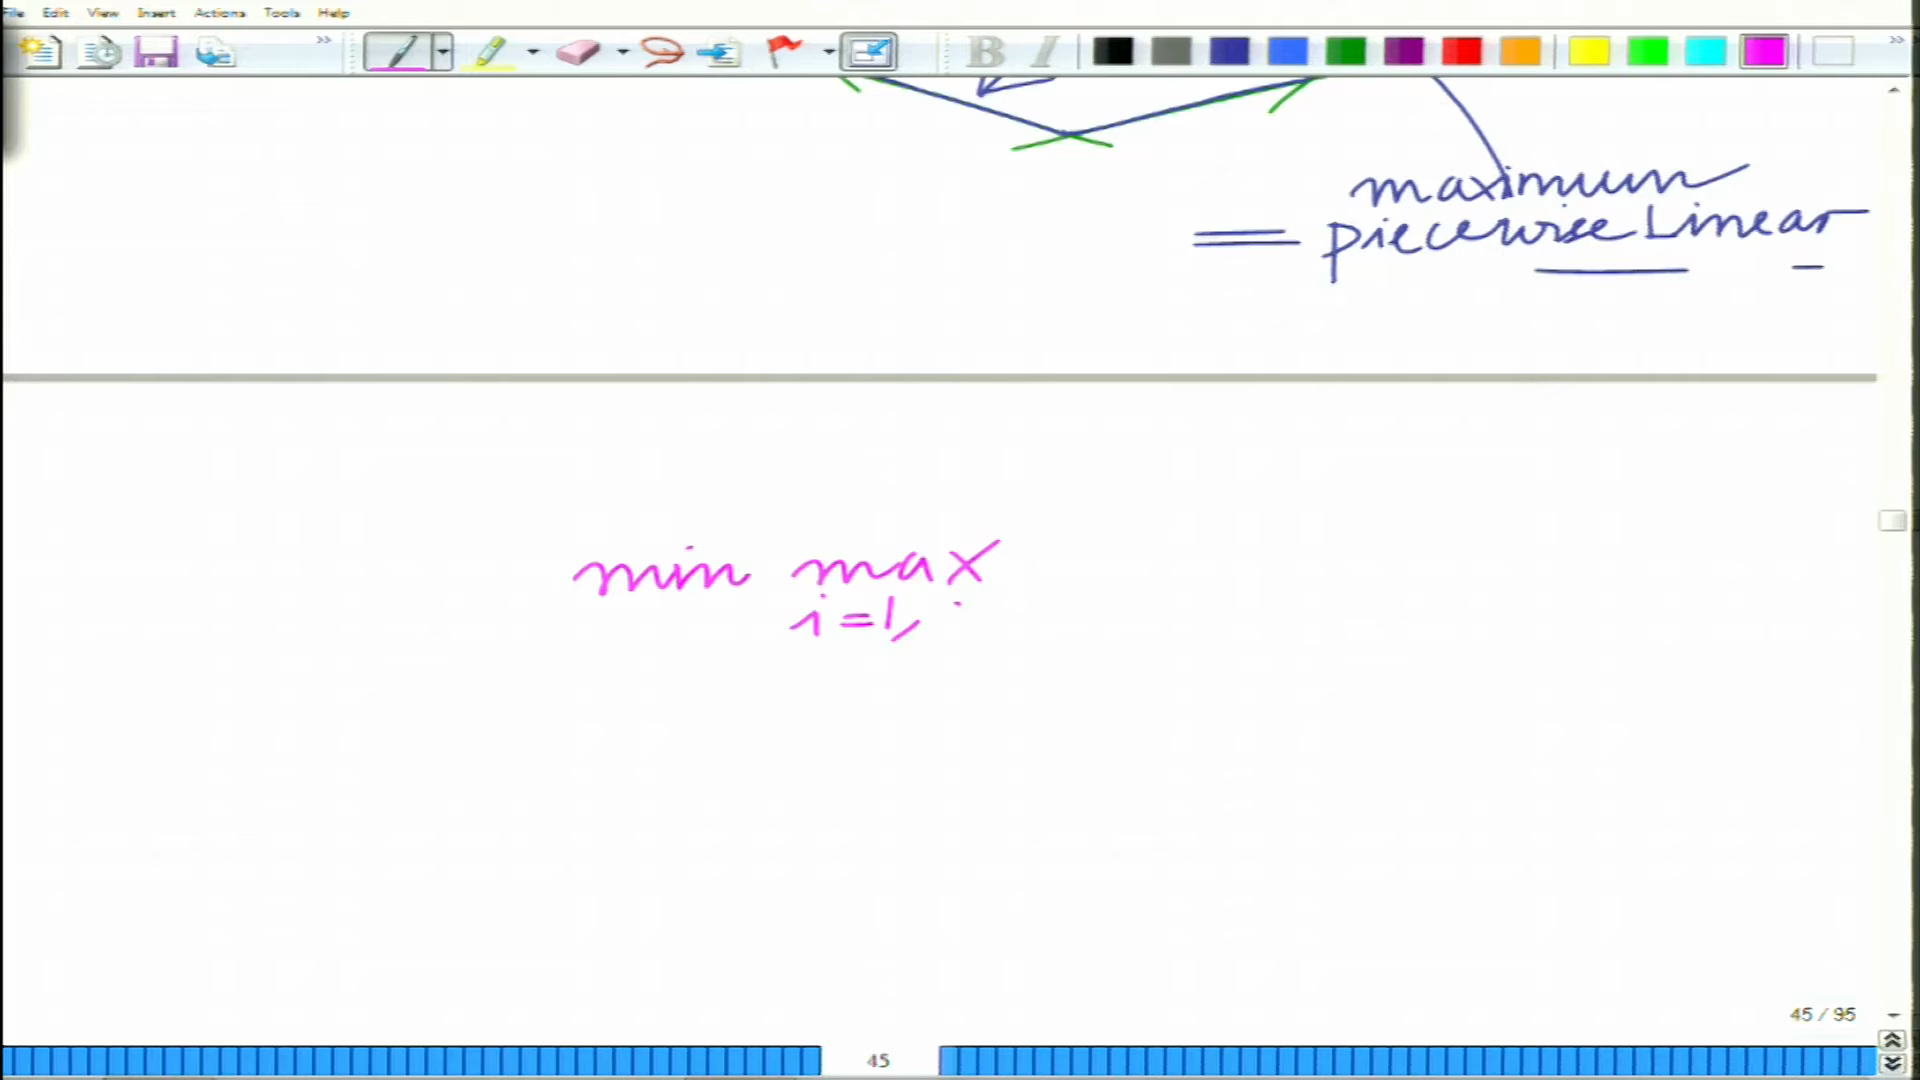 File Edit View Insert Actions Tools Help
B I
maximum
= piecewise Linear
min max
i=1,
45 / 95
45